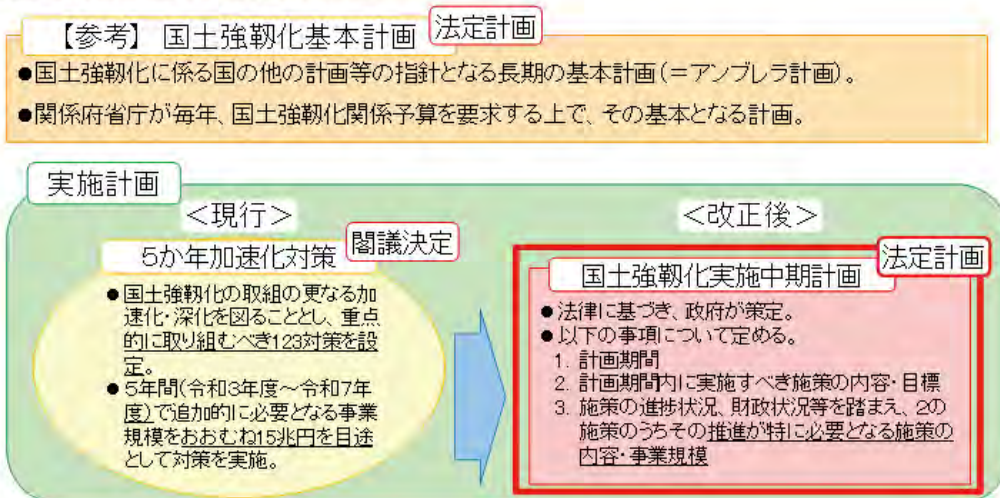 【参考】 国土強靱化基本計画
法定計画
●国土強靱化に係る国の他の計画等の指針となる長期の基本計画(＝アンブレラ計画)。
●関係府省庁が毎年、国土強靱化関係予算を要求する上で、その基本となる計画。
実施計画
＜現行＞
5か年加速化対策
閣議決定
●国土強靱化の取組の更なる加
速化・深化を図ることとし、重点
的に取り組むべき123対策を設
定。
●5年間(令和3年度～令和7年
度)で追加的に必要となる事業
規模をおおむね15兆円を目途
として対策を実施。
＜改正後＞
国土強靱化実施中期計画
法定計画
●法律に基づき、政府が策定。
●以下の事項について定める。
1. 計画期間
2. 計画期間内に実施すべき施策の内容・目標
3. 施策の進捗状況、財政状況等を踏まえ、2の
施策のうちその推進が特に必要となる施策の
内容・事業規模